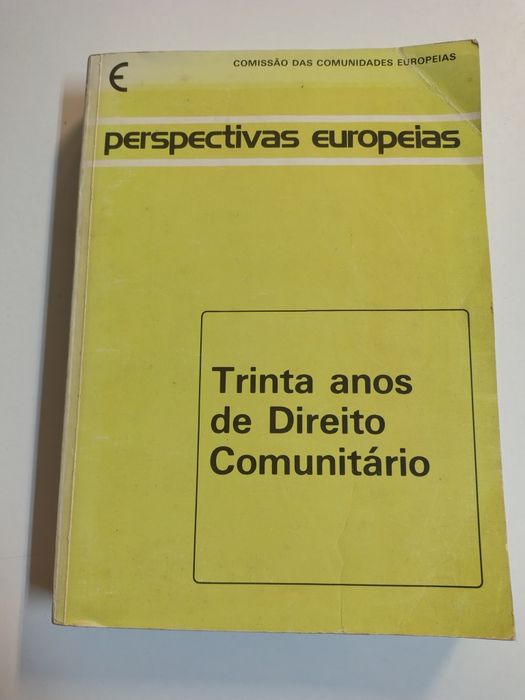 Є
COMISSÃO DAS COMUNIDADES EUROPEIAS
perspectivas europeias
Trinta anos
de Direito
Comunitário